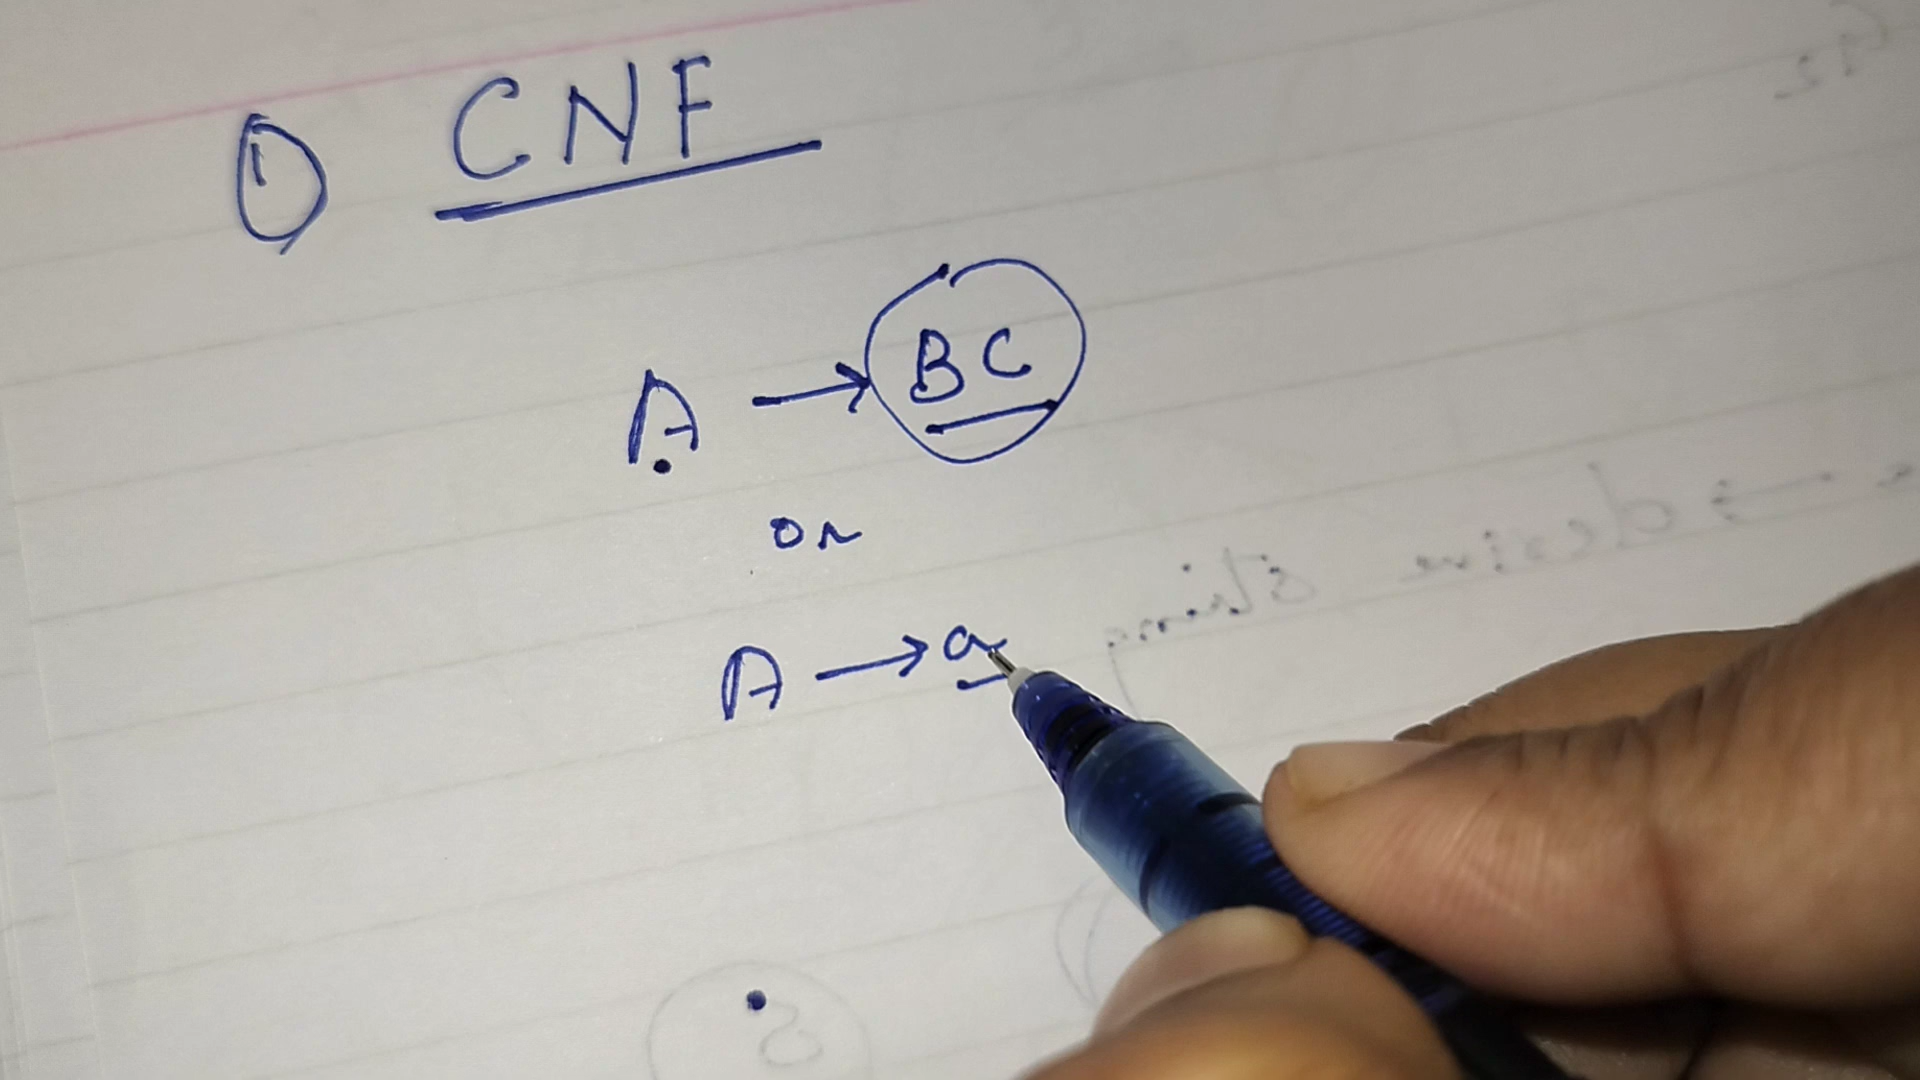 ① CNF
A → BC
or
A → a